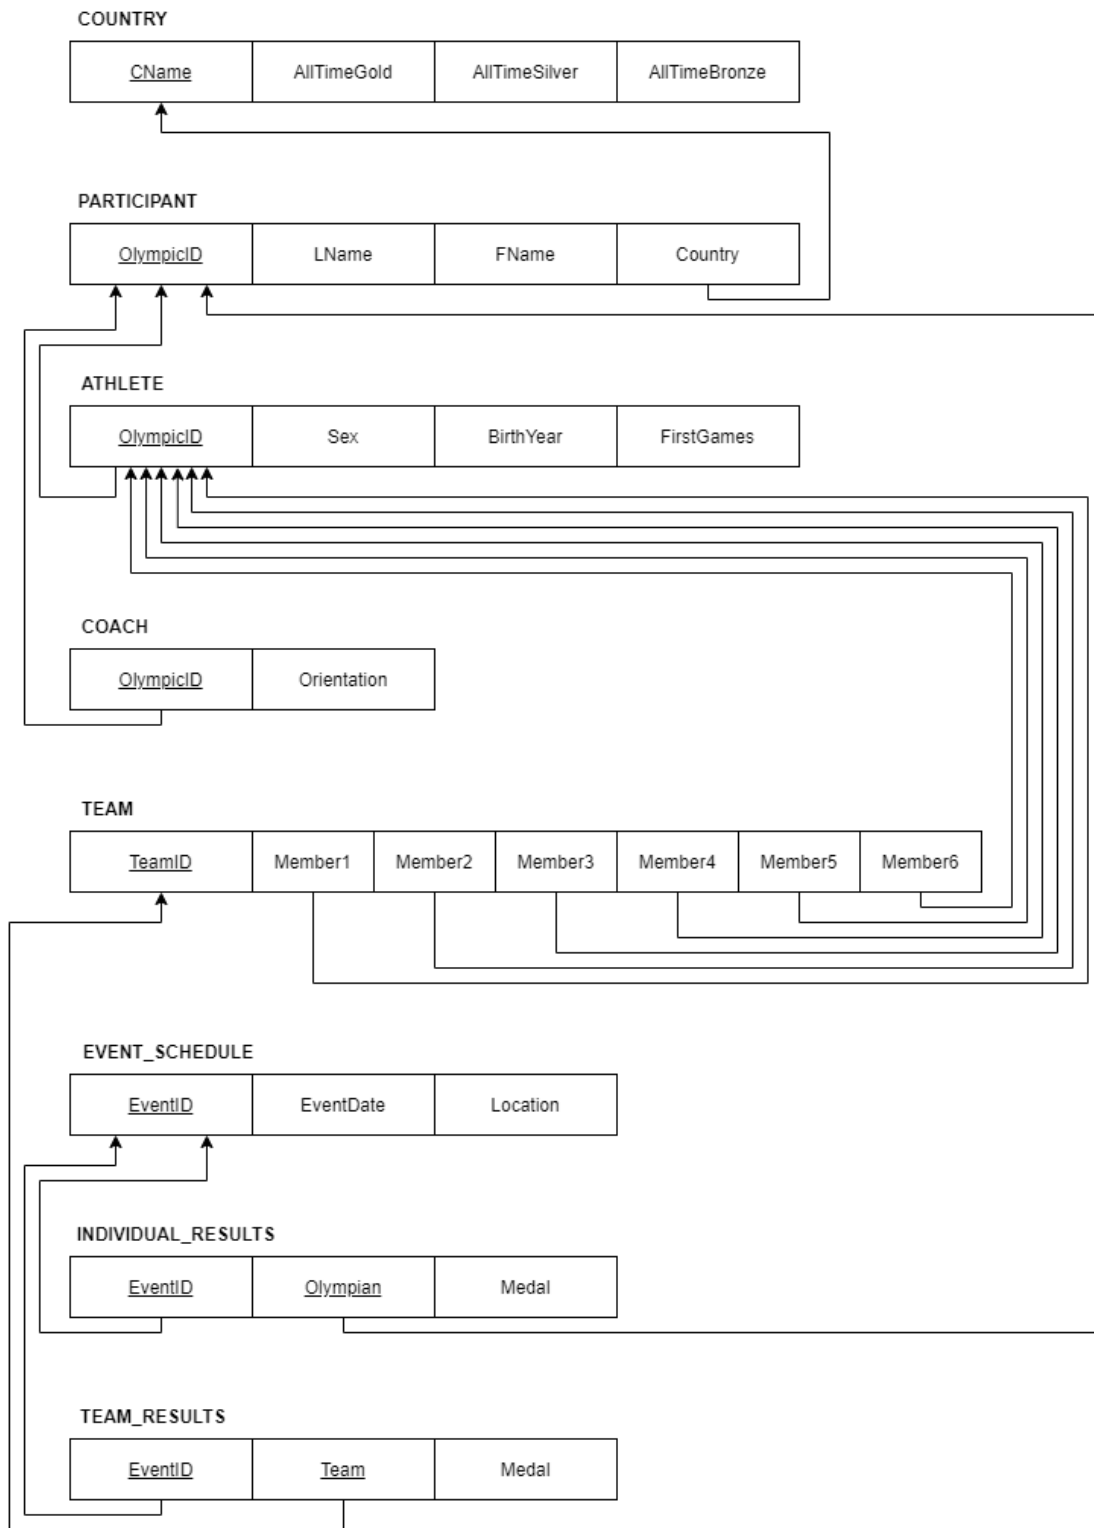 COUNTRY
CName AllTimeGold AllTimeSilver AllTimeBronze
PARTICIPANT
OlympicID LName FName Country
ATHLETE
OlympicID Sex BirthYear FirstGames
COACH
OlympicID Orientation
TEAM
TeamID Member1 Member2 Member3 Member4 Member5 Member6
EVENT_SCHEDULE
EventID EventDate Location
INDIVIDUAL_RESULTS
EventID Olympian Medal
TEAM_RESULTS
EventID Team Medal